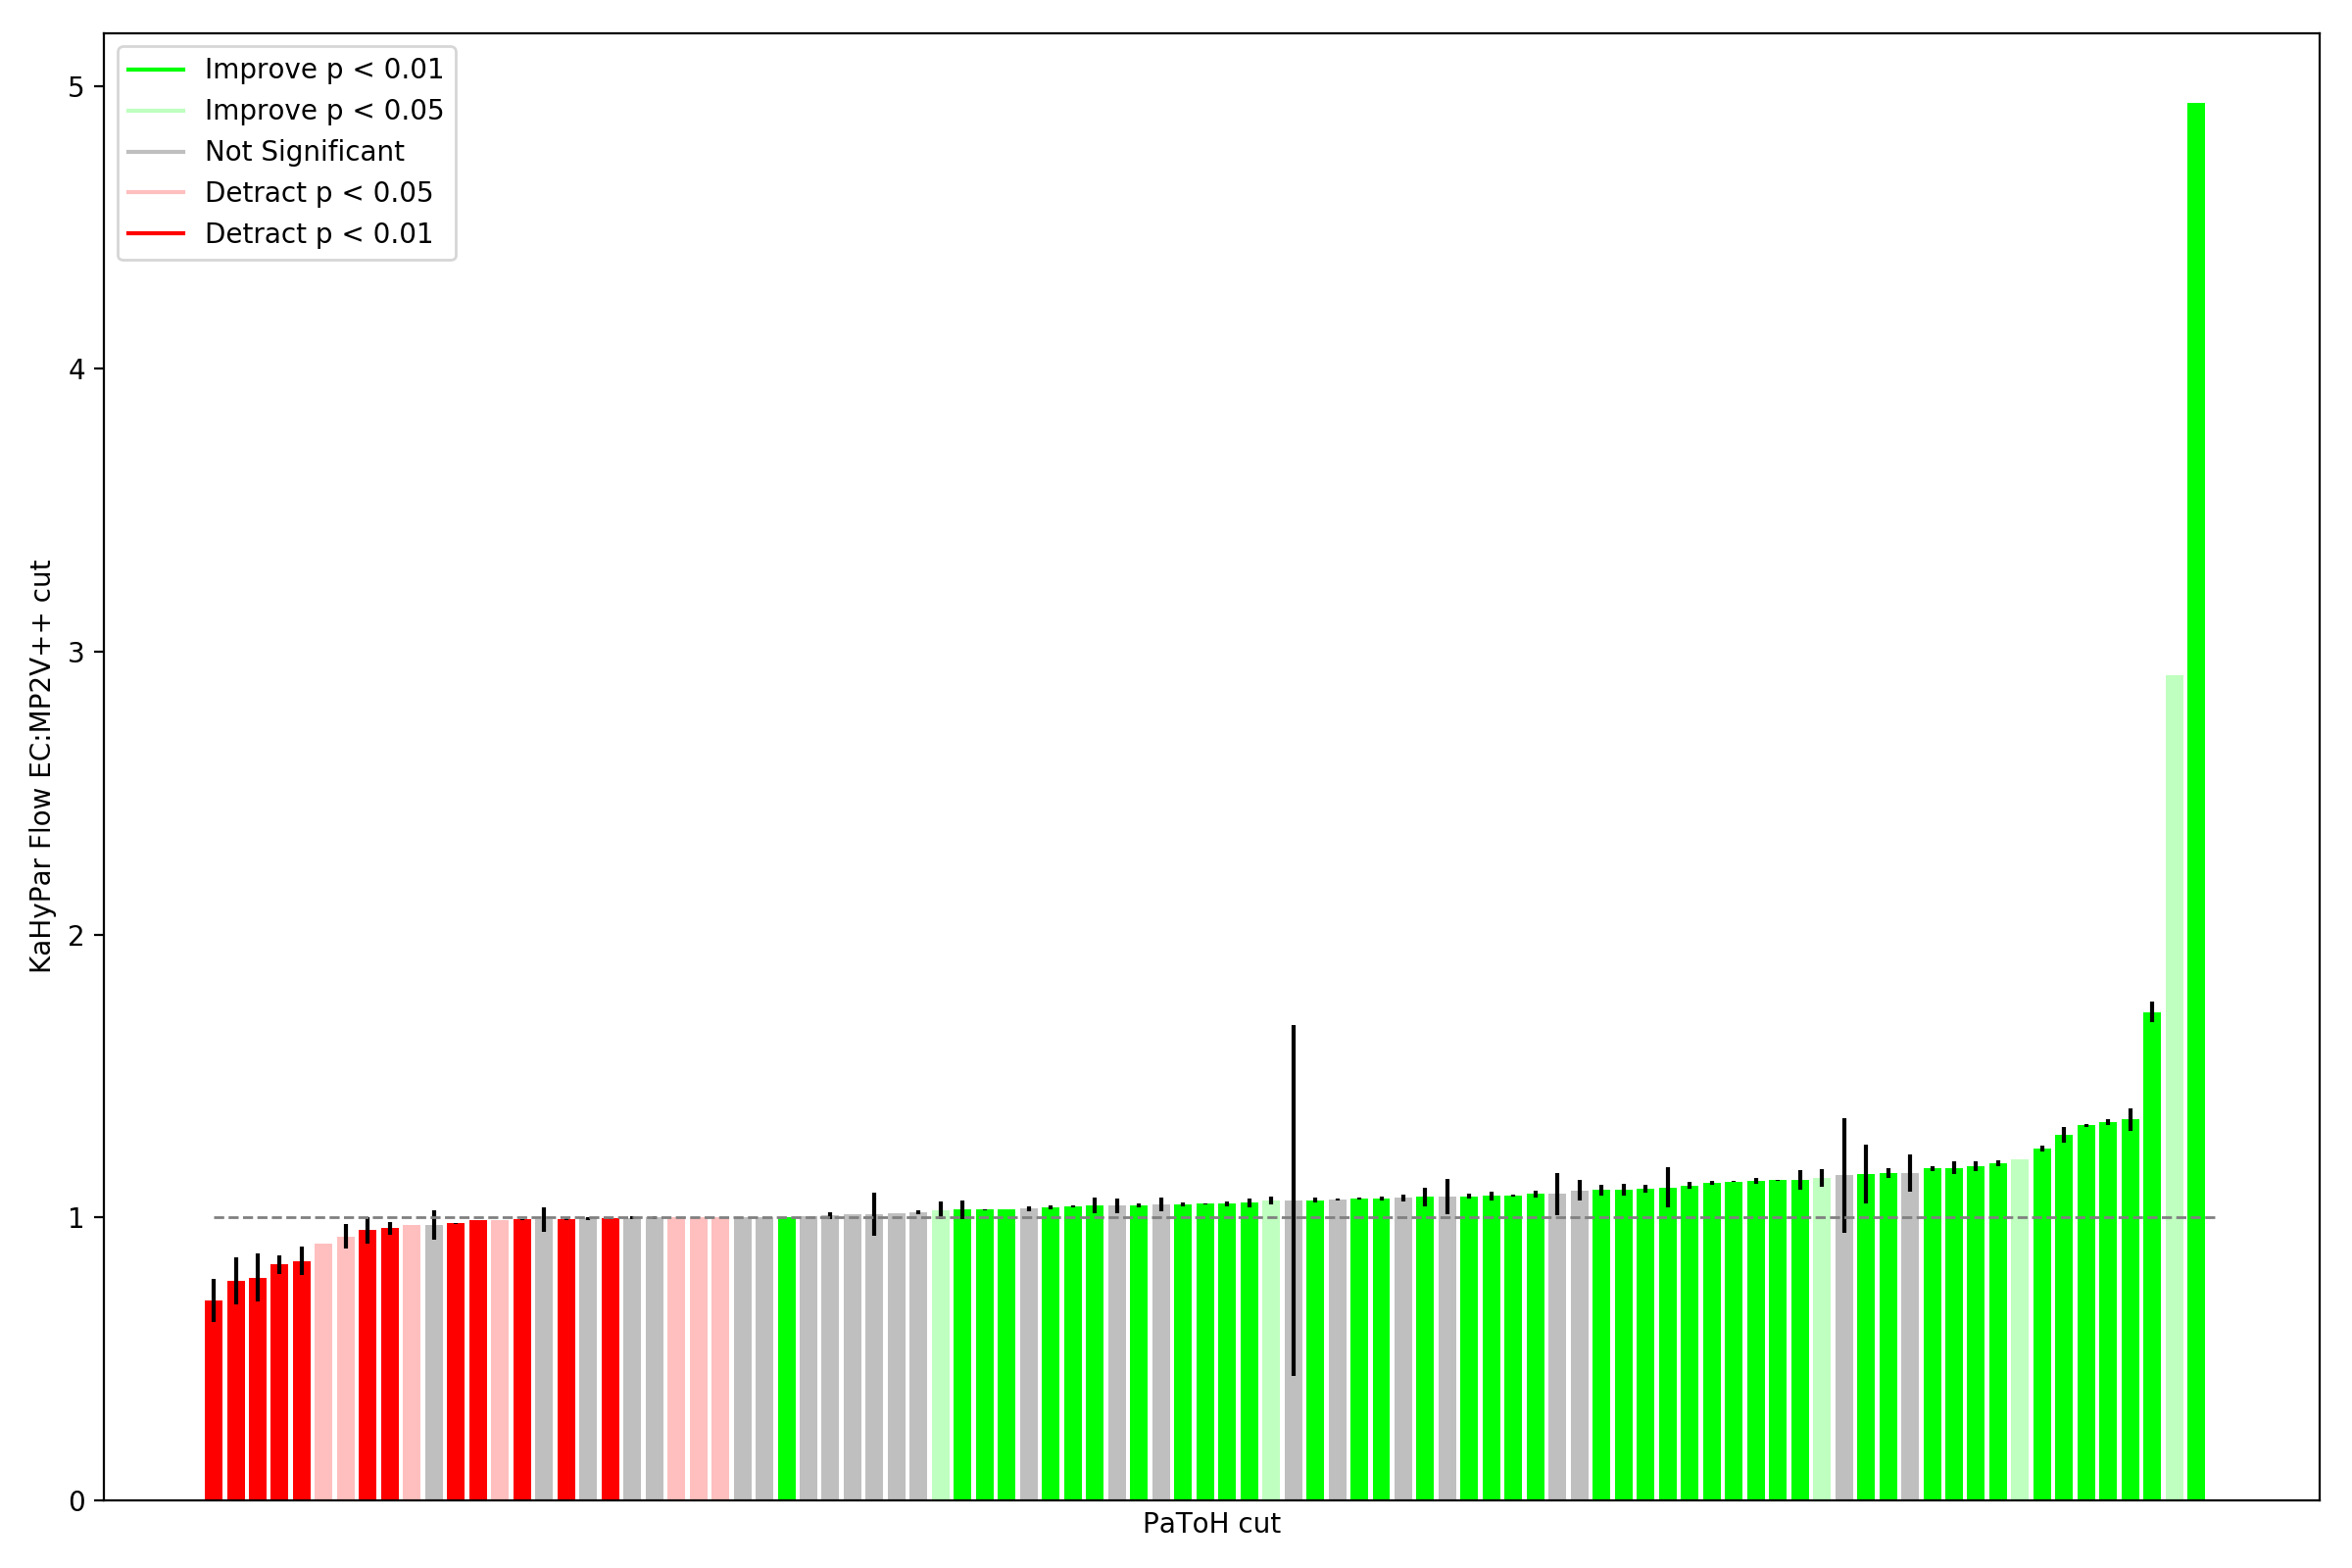 Improve p < 0.01
Improve p < 0.05
Not Significant
Detract p < 0.05
Detract p < 0.01
5
4
3
2
1
0
KaHyPar Flow EC:MP2V++ cut
PaToH cut